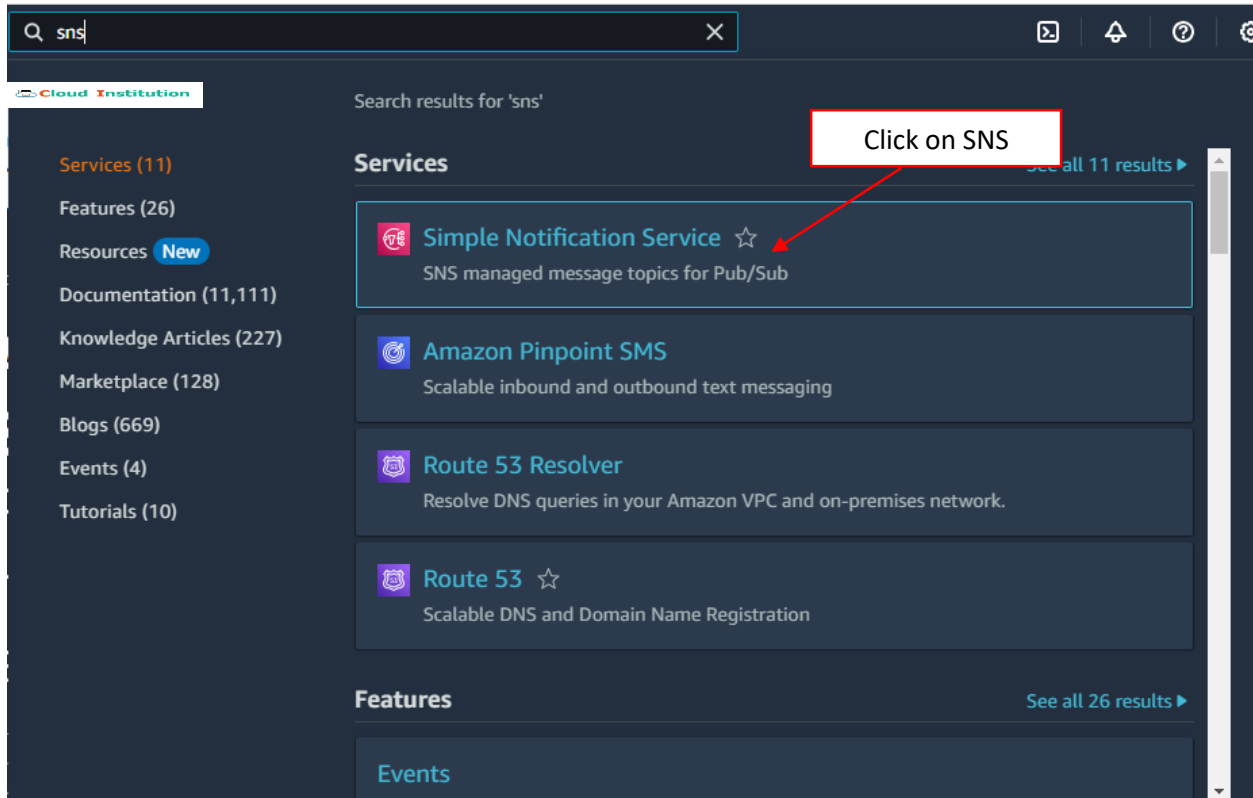 sns
Cloud Institution
Search results for 'sns'
Click on SNS
Services (11)
Features (26)
Resources New
Documentation (11,111)
Knowledge Articles (227)
Marketplace (128)
Blogs (669)
Events (4)
Tutorials (10)
Services
See all 11 results
Simple Notification Service
SNS managed message topics for Pub/Sub
Amazon Pinpoint SMS
Scalable inbound and outbound text messaging
Route 53 Resolver
Resolve DNS queries in your Amazon VPC and on-premises network.
Route 53
Scalable DNS and Domain Name Registration
Features
See all 26 results
Events